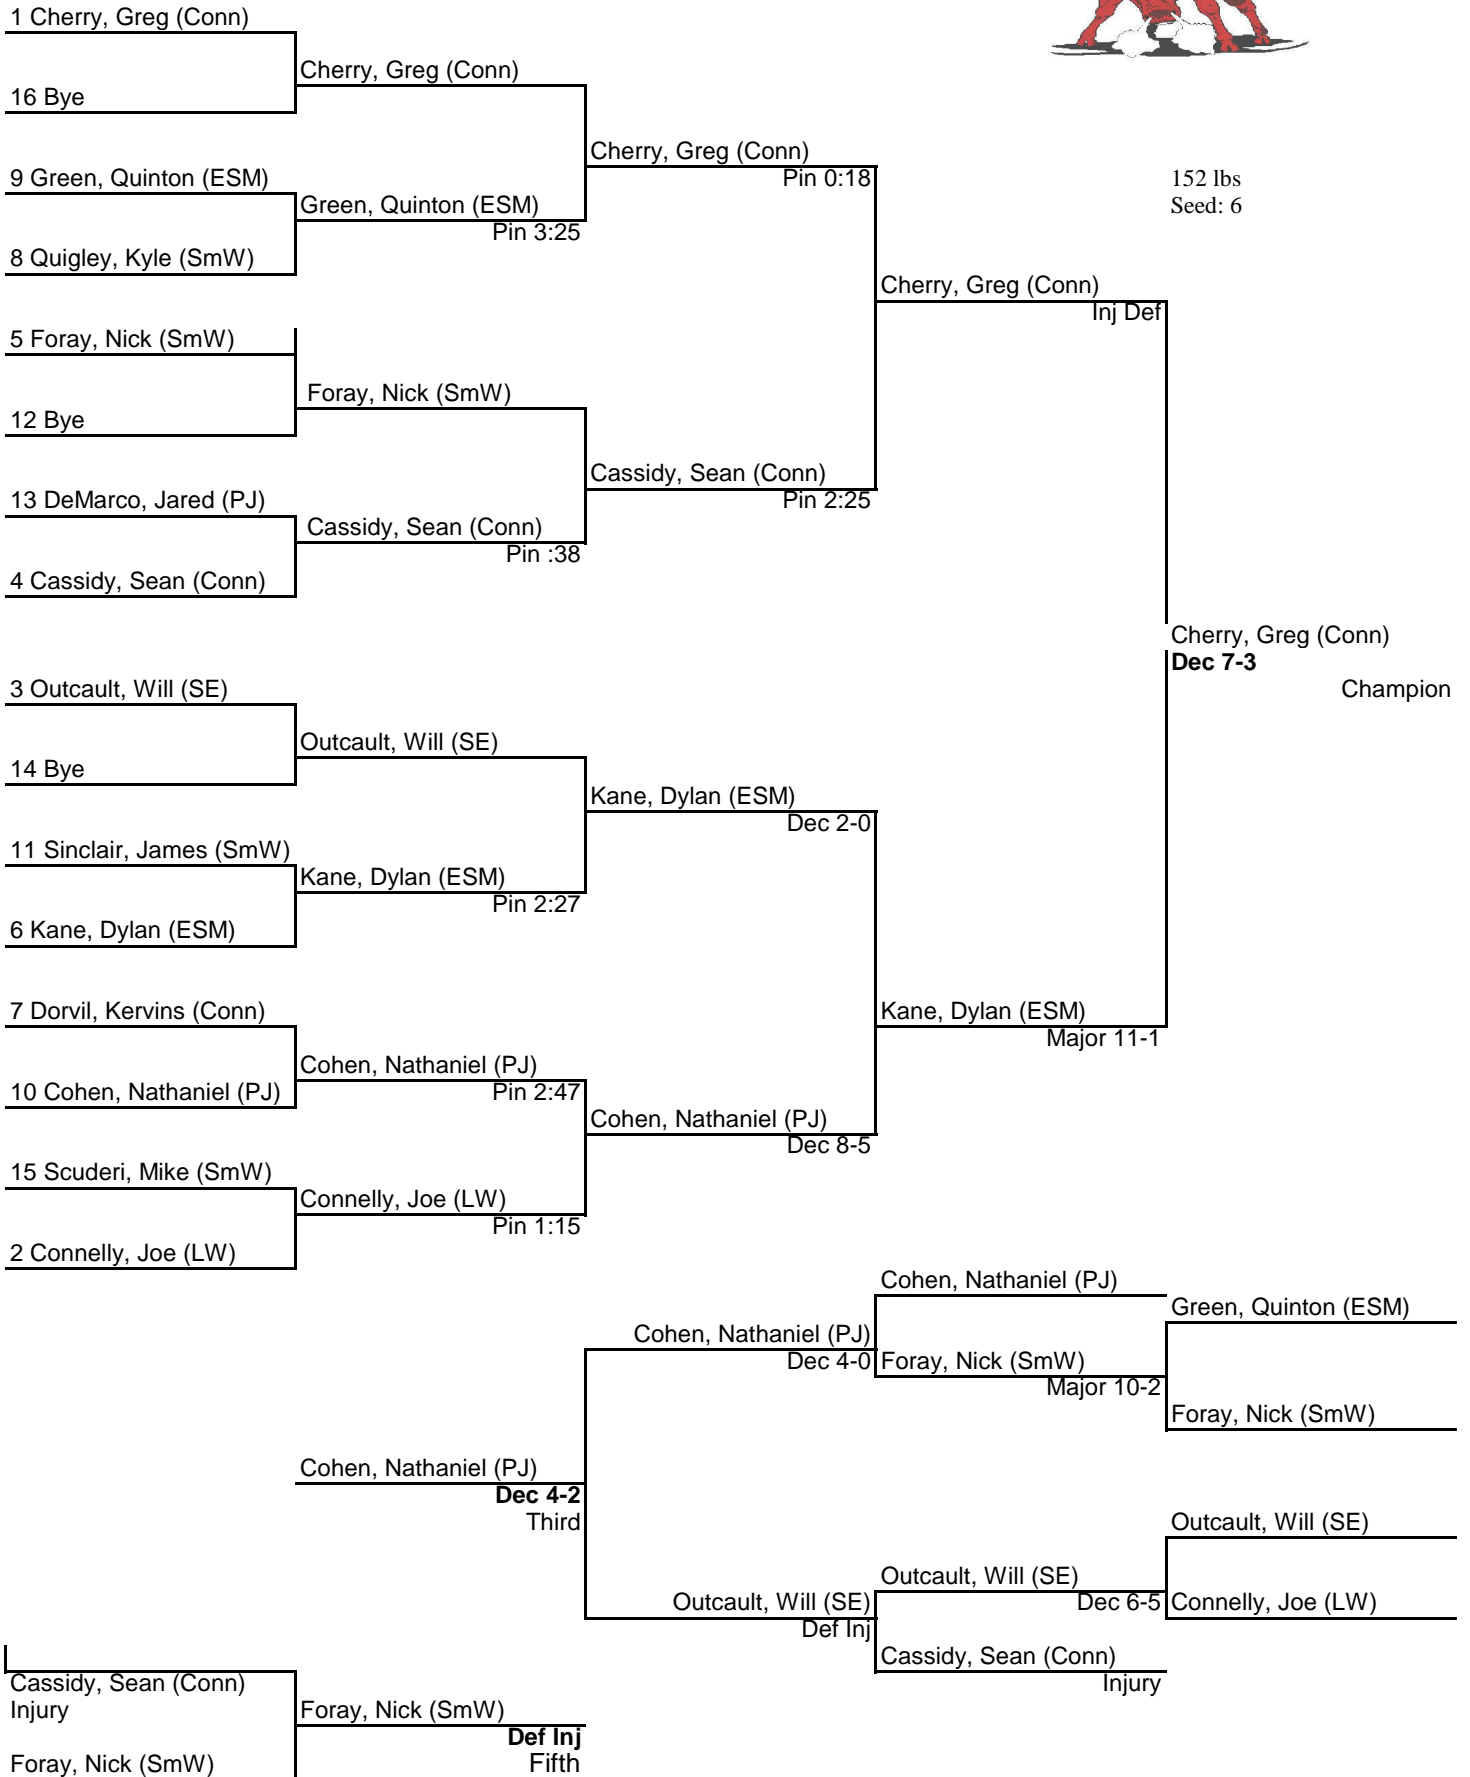 1 Cherry, Greg (Conn)
Cherry, Greg (Conn)
16 Bye
Cherry, Greg (Conn)
Pin 0:18
9 Green, Quinton (ESM)
152 lbs
Seed: 6
Green, Quinton (ESM)
Pin 3:25
8 Quigley, Kyle (SmW)
Cherry, Greg (Conn)
Inj Def
5 Foray, Nick (SmW)
Foray, Nick (SmW)
12 Bye
Cassidy, Sean (Conn)
Pin 2:25
13 DeMarco, Jared (PJ)
Cassidy, Sean (Conn)
Pin :38
4 Cassidy, Sean (Conn)
Cherry, Greg (Conn)
Dec 7-3
Champion
3 Outcault, Will (SE)
Outcault, Will (SE)
14 Bye
Kane, Dylan (ESM)
Dec 2-0
11 Sinclair, James (SmW)
Kane, Dylan (ESM)
Pin 2:27
6 Kane, Dylan (ESM)
7 Dorvil, Kervins (Conn)
Kane, Dylan (ESM)
Major 11-1
Cohen, Nathaniel (PJ)
Pin 2:47
10 Cohen, Nathaniel (PJ)
Cohen, Nathaniel (PJ)
Dec 8-5
15 Scuderi, Mike (SmW)
Connelly, Joe (LW)
Pin 1:15
2 Connelly, Joe (LW)
Cohen, Nathaniel (PJ)
Green, Quinton (ESM)
Cohen, Nathaniel (PJ)
Dec 4-0
Foray, Nick (SmW)
Major 10-2
Foray, Nick (SmW)
Cohen, Nathaniel (PJ)
Dec 4-2
Third
Outcault, Will (SE)
Outcault, Will (SE)
Dec 6-5
Connelly, Joe (LW)
Outcault, Will (SE)
Def Inj
Cassidy, Sean (Conn)
Injury
Cassidy, Sean (Conn)
Injury
Foray, Nick (SmW)
Def Inj
Fifth
Foray, Nick (SmW)